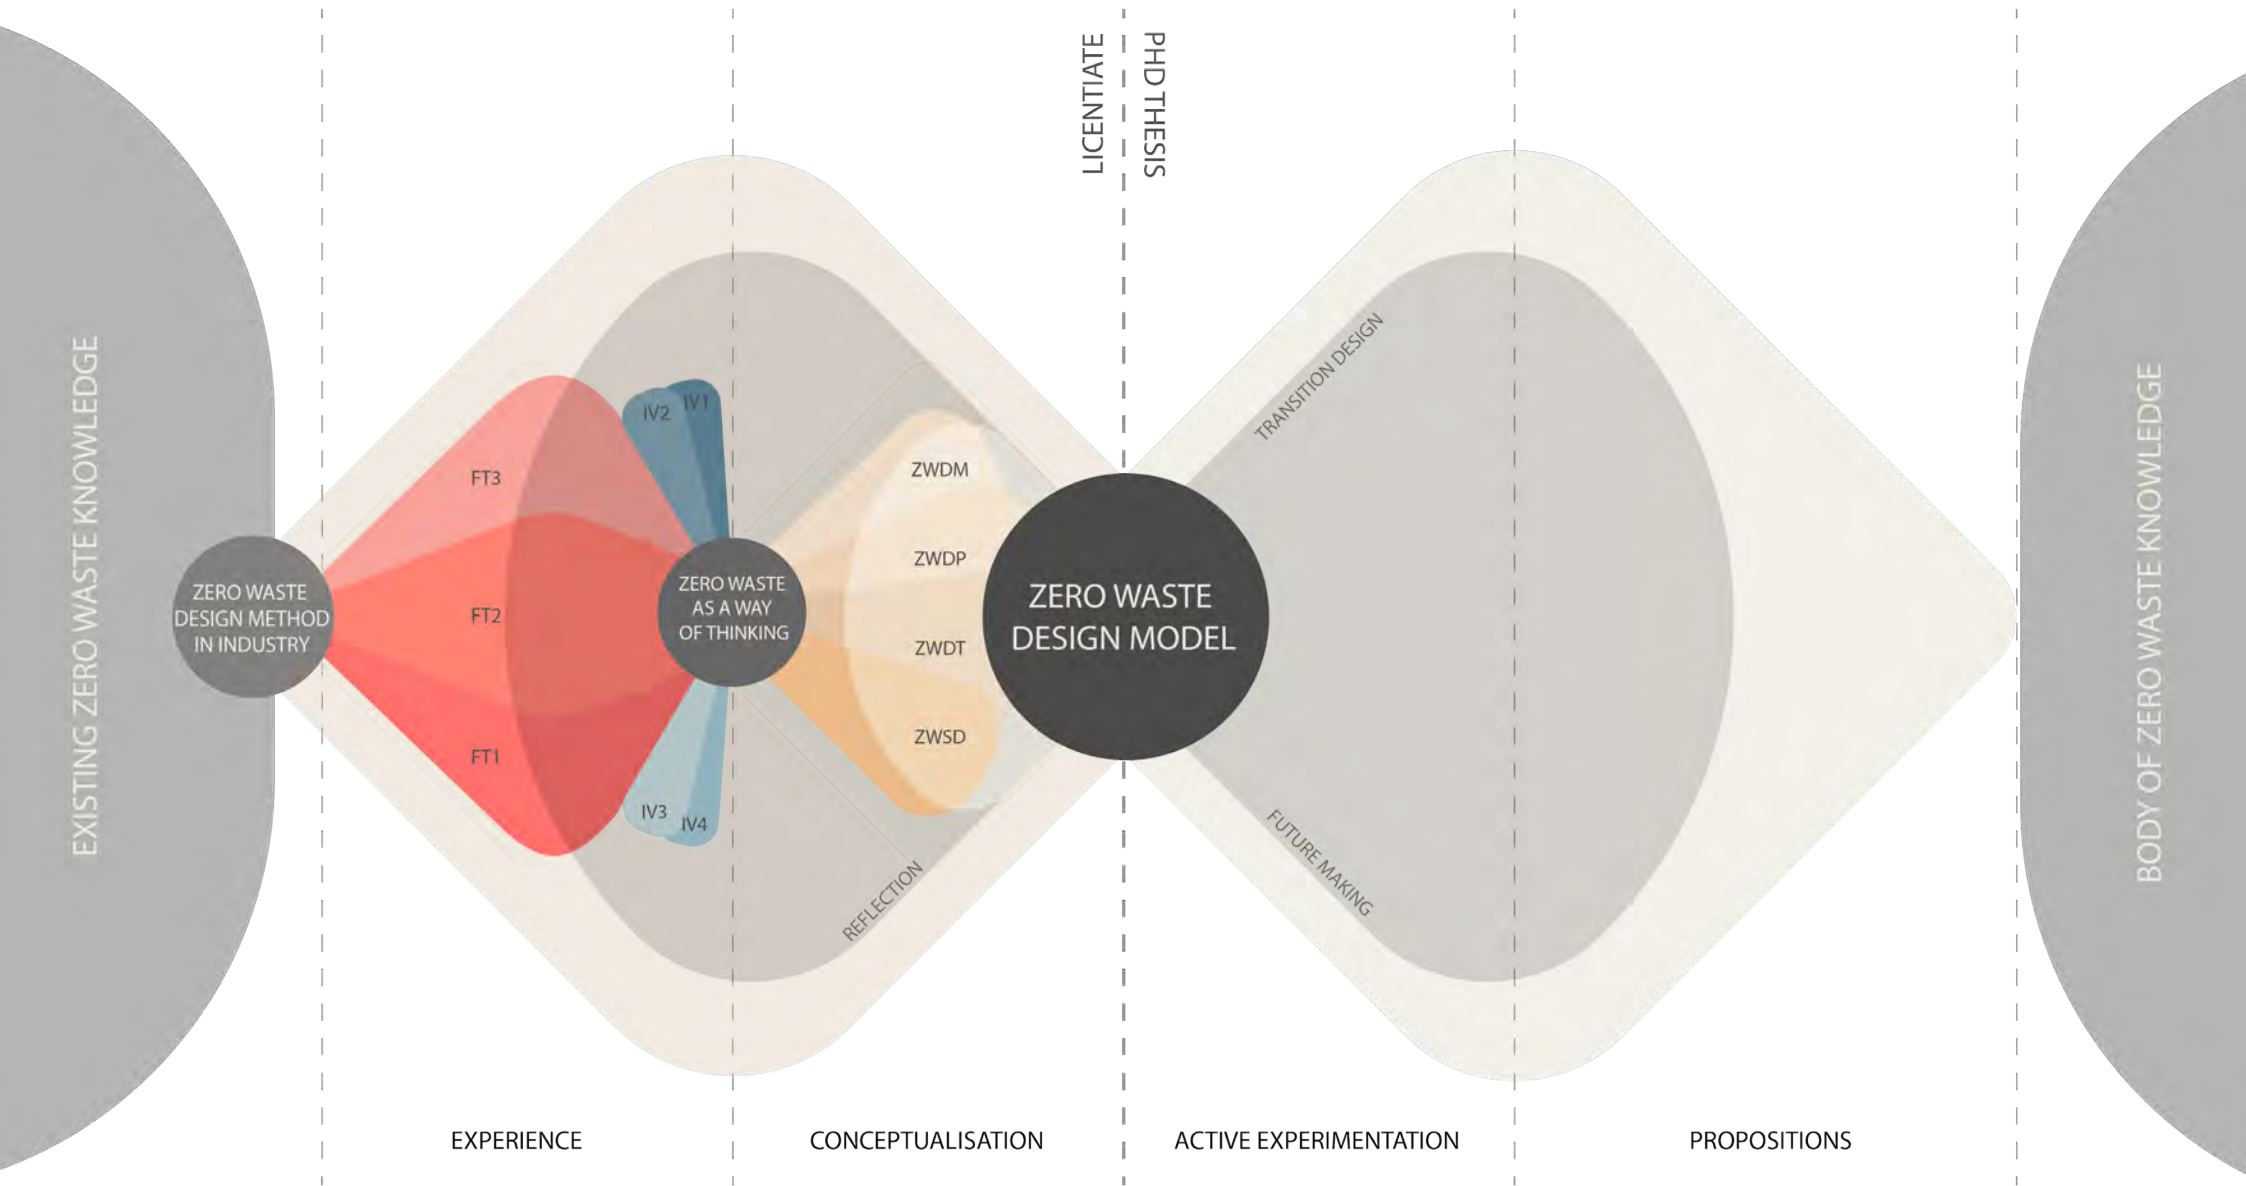 LICENTIATE
PHD THESIS
EXISTING ZERO WASTE KNOWLEDGE
ZERO WASTE
DESIGN METHOD
IN INDUSTRY
FT3
FT2
FT1
IV2
IV1
IV3
IV4
ZERO WASTE
AS A WAY
OF THINKING
ZWDM
ZWDP
ZWDT
ZWSD
REFLECTION
ZERO WASTE
DESIGN MODEL
TRANSITION DESIGN
FUTURE MAKING
BODY OF ZERO WASTE KNOWLEDGE
EXPERIENCE
CONCEPTUALISATION
ACTIVE EXPERIMENTATION
PROPOSITIONS